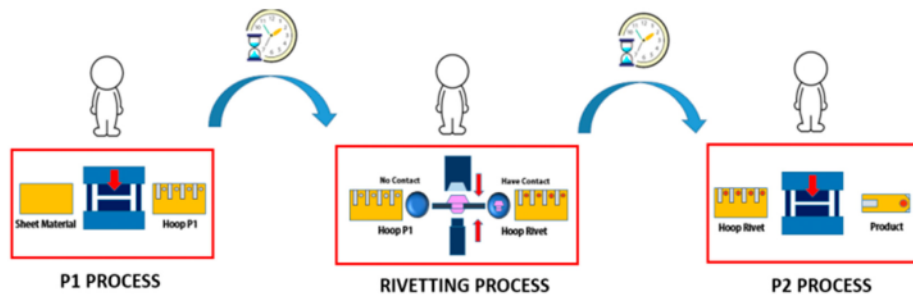 No Contact
Have Contact
Sheet Material
Hoop P1
Hoop P1
Hoop Rivet
Hoop Rivet
Product
P1 PROCESS
RIVETTING PROCESS
P2 PROCESS